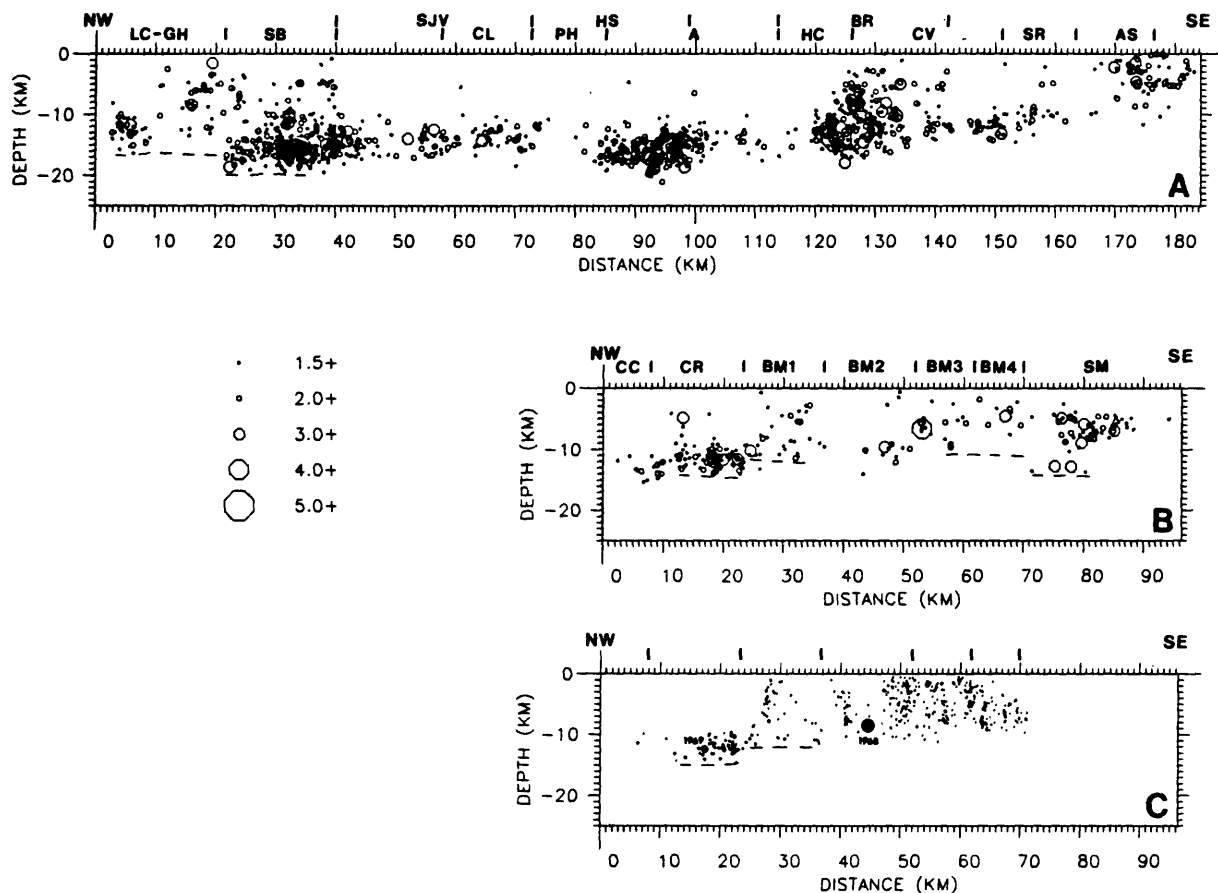 NW SJV HS BR SE
LC-GH SB CL PH A HC CV SR AS
0
-10
-20
DEPTH (KM)
A
0 10 20 30 40 50 60 70 80 90 100 110 120 130 140 150 160 170 180
DISTANCE (KM)
1.5+
2.0+
3.0+
4.0+
5.0+
NW SE
CC CR BM1 BM2 BM3 BM4 SM
0
-10
-20
DEPTH (KM)
B
0 10 20 30 40 50 60 70 80 90
DISTANCE (KM)
NW SE
0
-10
-20
DEPTH (KM)
1969
C
0 10 20 30 40 50 60 70 80 90
DISTANCE (KM)